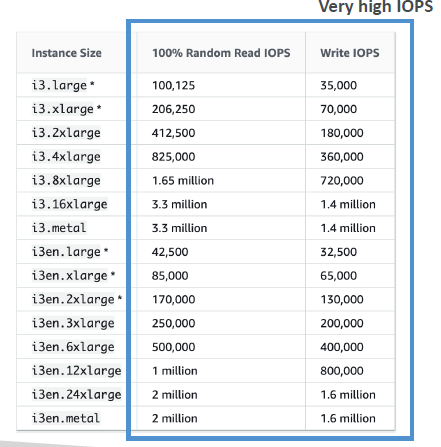 Very high IOPS
Instance Size 100% Random Read IOPS Write IOPS
i3.large * 100,125 35,000
i3.xlarge * 206,250 70,000
i3.2xlarge 412,500 180,000
i3.4xlarge 825,000 360,000
i3.8xlarge 1.65 million 720,000
i3.16xlarge 3.3 million 1.4 million
i3.metal 3.3 million 1.4 million
i3en.large * 42,500 32,500
i3en.xlarge * 85,000 65,000
i3en.2xlarge * 170,000 130,000
i3en.3xlarge 250,000 200,000
i3en.6xlarge 500,000 400,000
i3en.12xlarge 1 million 800,000
i3en.24xlarge 2 million 1.6 million
i3en.metal 2 million 1.6 million